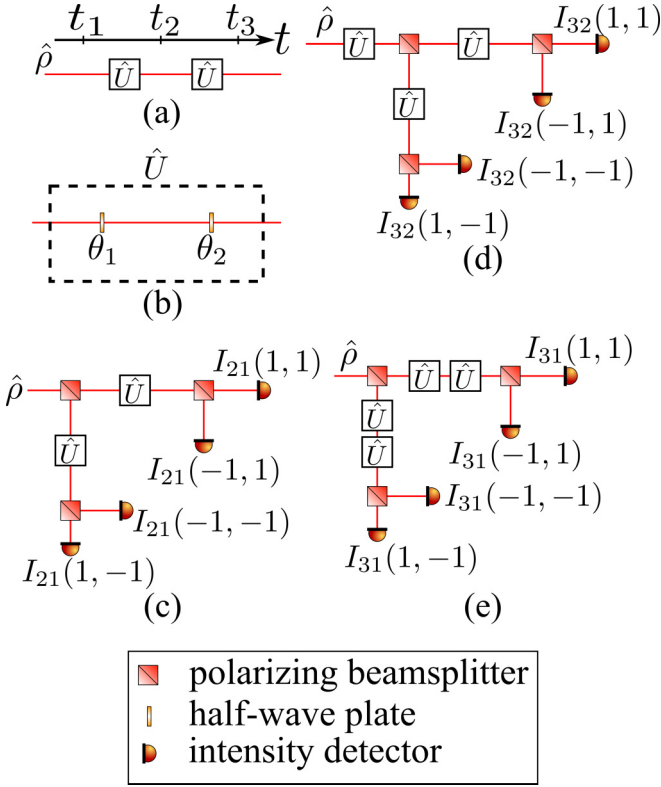 t₁ t₂ t₃ t
ρ̂ Û Û
(a)
Û
θ₁ θ₂
(b)
ρ̂ Û Û I₃₂(1, 1)
Û I₃₂(−1, 1)
I₃₂(−1, −1)
I₃₂(1, −1)
(d)
ρ̂ Û I₂₁(1, 1)
Û I₂₁(−1, 1)
I₂₁(−1, −1)
I₂₁(1, −1)
(c)
ρ̂ Û Û I₃₁(1, 1)
Û
Û I₃₁(−1, 1)
I₃₁(−1, −1)
I₃₁(1, −1)
(e)
polarizing beamsplitter
half-wave plate
intensity detector